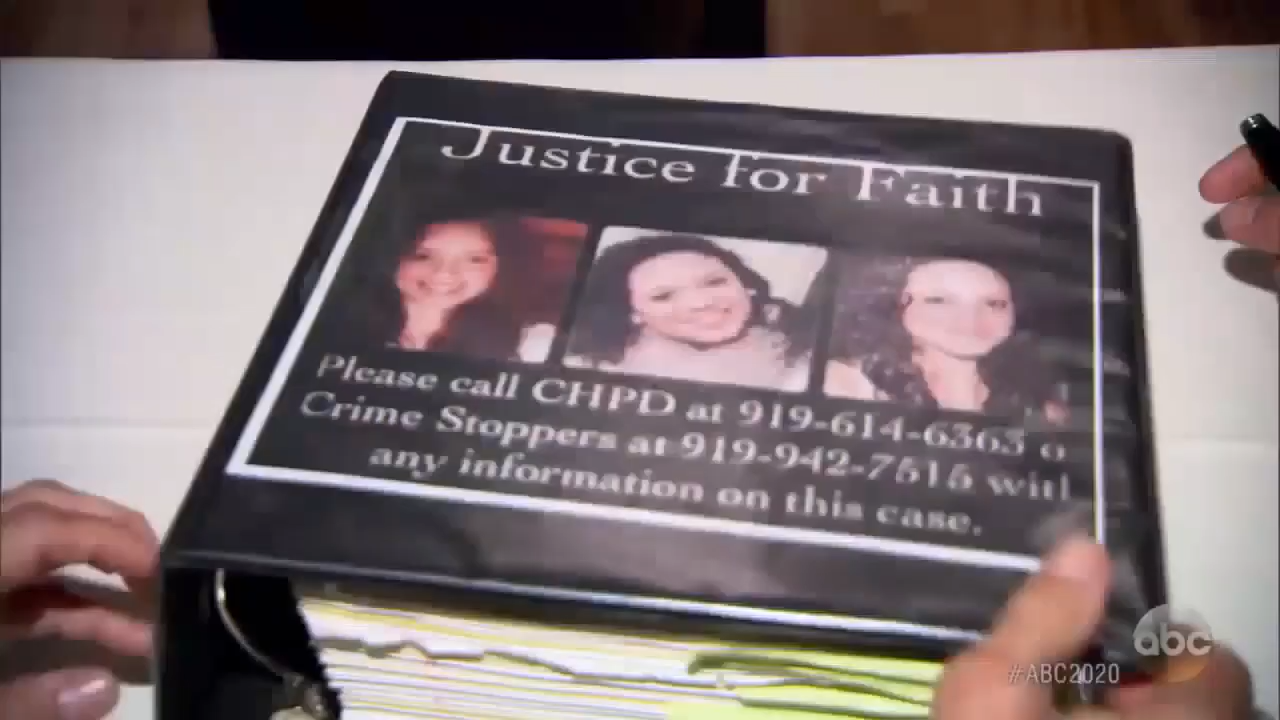 Justice for Faith
Please call CHPD at 919-614-6363 o
Crime Stoppers at 919-942-7515 with
any information on this case.
abc
#ABC2020